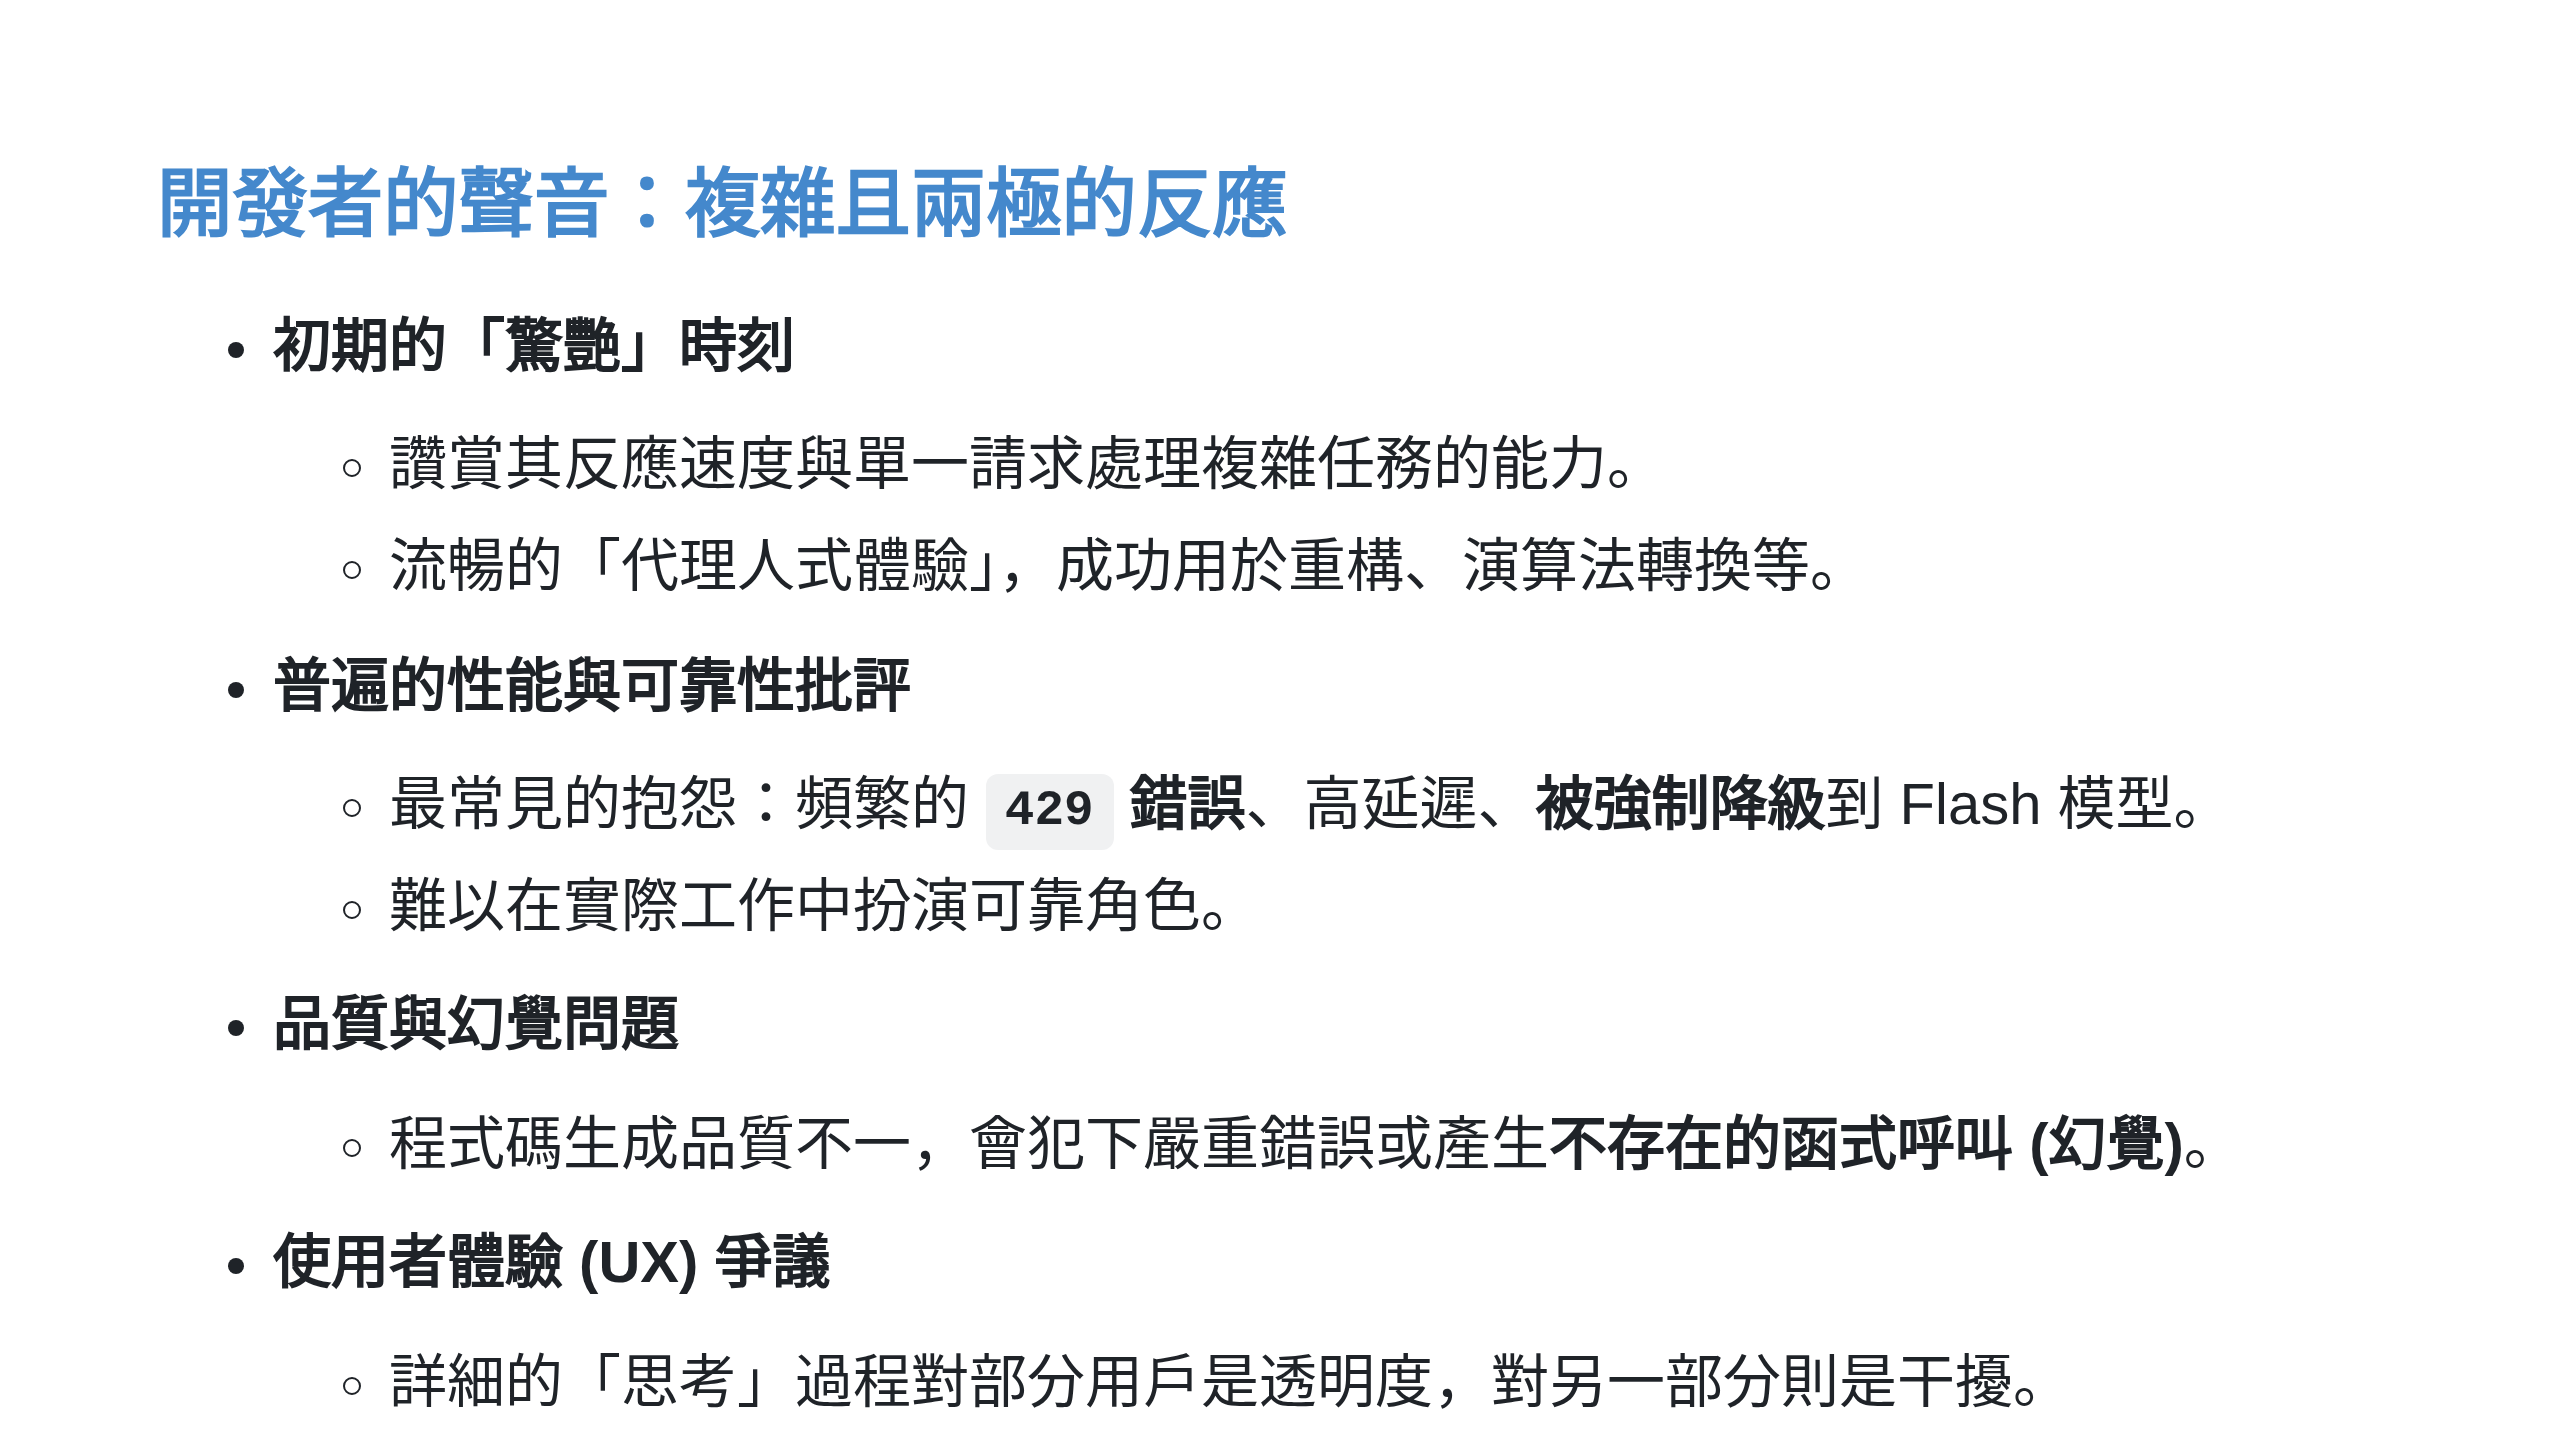 開發者的聲音：複雜且兩極的反應
• 初期的「驚艷」時刻
◦ 讚賞其反應速度與單一請求處理複雜任務的能力。
◦ 流暢的「代理人式體驗」，成功用於重構、演算法轉換等。
• 普遍的性能與可靠性批評
◦ 最常見的抱怨：頻繁的 429 錯誤、高延遲、被強制降級到 Flash 模型。
◦ 難以在實際工作中扮演可靠角色。
• 品質與幻覺問題
◦ 程式碼生成品質不一，會犯下嚴重錯誤或產生不存在的函式呼叫 (幻覺)。
• 使用者體驗 (UX) 爭議
◦ 詳細的「思考」過程對部分用戶是透明度，對另一部分則是干擾。